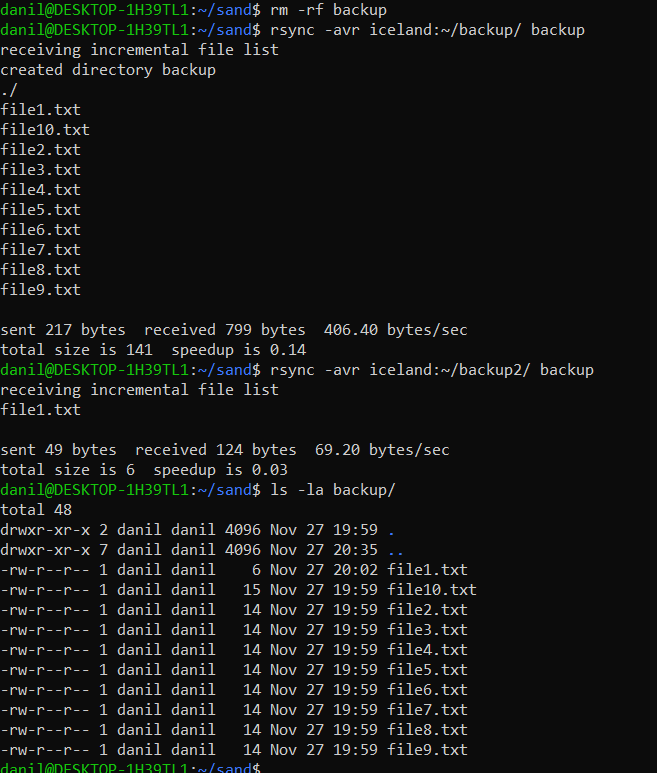 danil@DESKTOP-1H39TL1:~/sand$ rm -rf backup
danil@DESKTOP-1H39TL1:~/sand$ rsync -avr iceland:~/backup/ backup
receiving incremental file list
created directory backup
./
file1.txt
file10.txt
file2.txt
file3.txt
file4.txt
file5.txt
file6.txt
file7.txt
file8.txt
file9.txt

sent 217 bytes  received 799 bytes  406.40 bytes/sec
total size is 141  speedup is 0.14
danil@DESKTOP-1H39TL1:~/sand$ rsync -avr iceland:~/backup2/ backup
receiving incremental file list
file1.txt

sent 49 bytes  received 124 bytes  69.20 bytes/sec
total size is 6  speedup is 0.03
danil@DESKTOP-1H39TL1:~/sand$ ls -la backup/
total 48
drwxr-xr-x 2 danil danil 4096 Nov 27 19:59 .
drwxr-xr-x 7 danil danil 4096 Nov 27 20:35 ..
-rw-r--r-- 1 danil danil    6 Nov 27 20:02 file1.txt
-rw-r--r-- 1 danil danil   15 Nov 27 19:59 file10.txt
-rw-r--r-- 1 danil danil   14 Nov 27 19:59 file2.txt
-rw-r--r-- 1 danil danil   14 Nov 27 19:59 file3.txt
-rw-r--r-- 1 danil danil   14 Nov 27 19:59 file4.txt
-rw-r--r-- 1 danil danil   14 Nov 27 19:59 file5.txt
-rw-r--r-- 1 danil danil   14 Nov 27 19:59 file6.txt
-rw-r--r-- 1 danil danil   14 Nov 27 19:59 file7.txt
-rw-r--r-- 1 danil danil   14 Nov 27 19:59 file8.txt
-rw-r--r-- 1 danil danil   14 Nov 27 19:59 file9.txt
danil@DESKTOP-1H39TL1:~/sand$